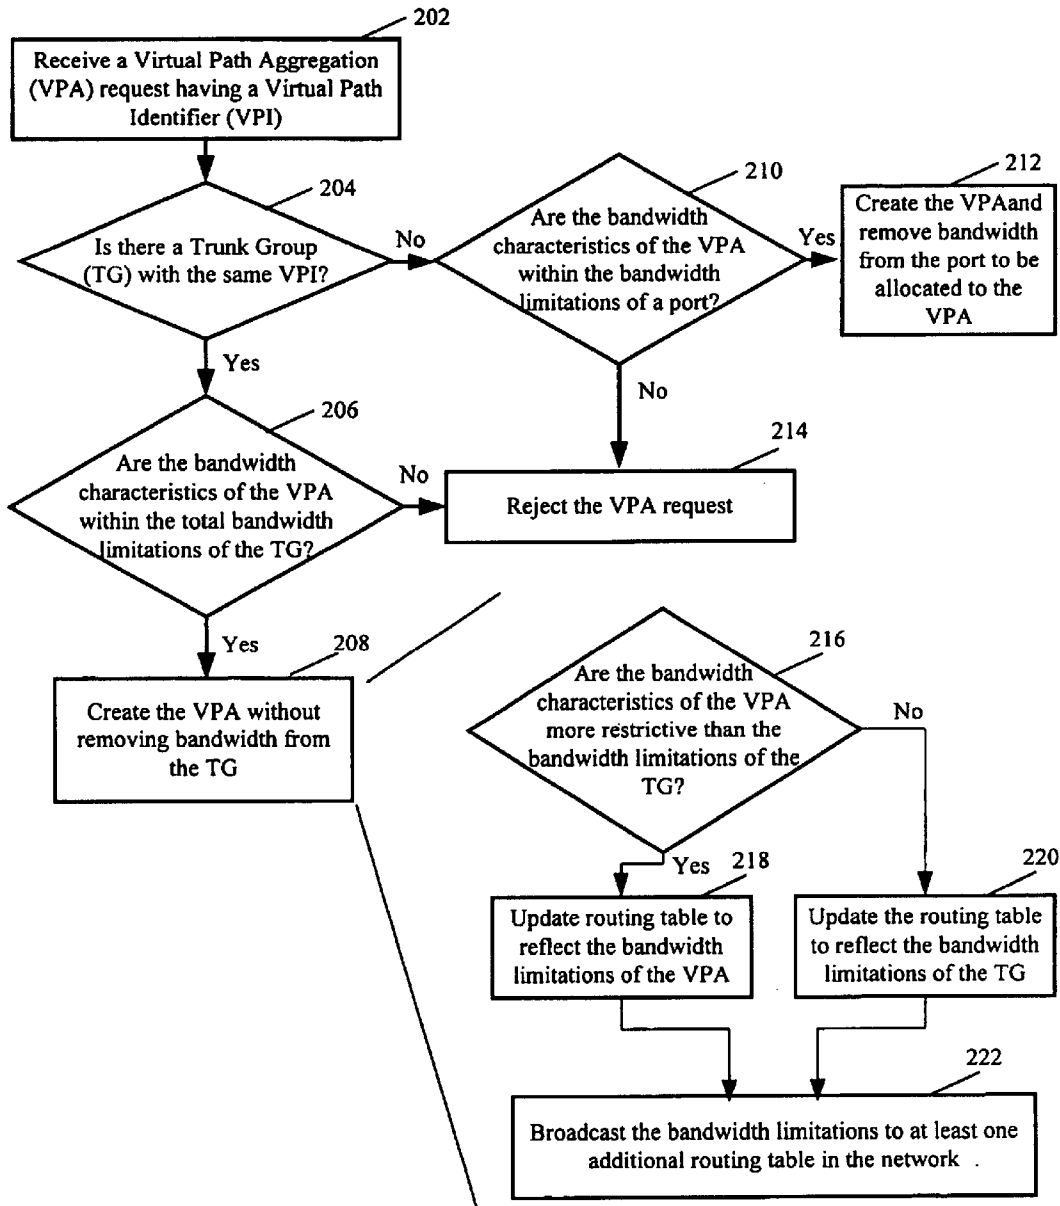 202
Receive a Virtual Path Aggregation
(VPA) request having a Virtual Path
Identifier (VPI)
204
Is there a Trunk Group
(TG) with the same VPI?
No
210
Are the bandwidth
characteristics of the VPA
within the bandwidth
limitations of a port?
Yes
212
Create the VPAand
remove bandwidth
from the port to be
allocated to the
VPA
Yes
No
206
Are the bandwidth
characteristics of the VPA
within the total bandwidth
limitations of the TG?
No
214
Reject the VPA request
Yes
208
Create the VPA without
removing bandwidth from
the TG
216
Are the bandwidth
characteristics of the VPA
more restrictive than the
bandwidth limitations of the
TG?
No
Yes
218
Update routing table to
reflect the bandwidth
limitations of the VPA
220
Update the routing table
to reflect the bandwidth
limitations of the TG
222
Broadcast the bandwidth limitations to at least one
additional routing table in the network .